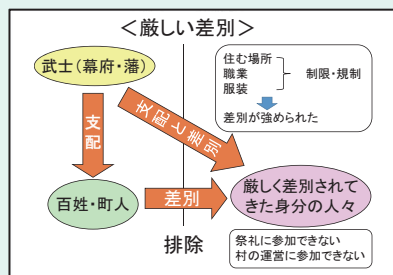 ＜厳しい差別＞
武士（幕府・藩）
住む場所
職業
服装
制限・規制
差別が強められた
支配
支配と差別
百姓・町人
差別
厳しく差別されて
きた身分の人々
排除
祭礼に参加できない
村の運営に参加できない